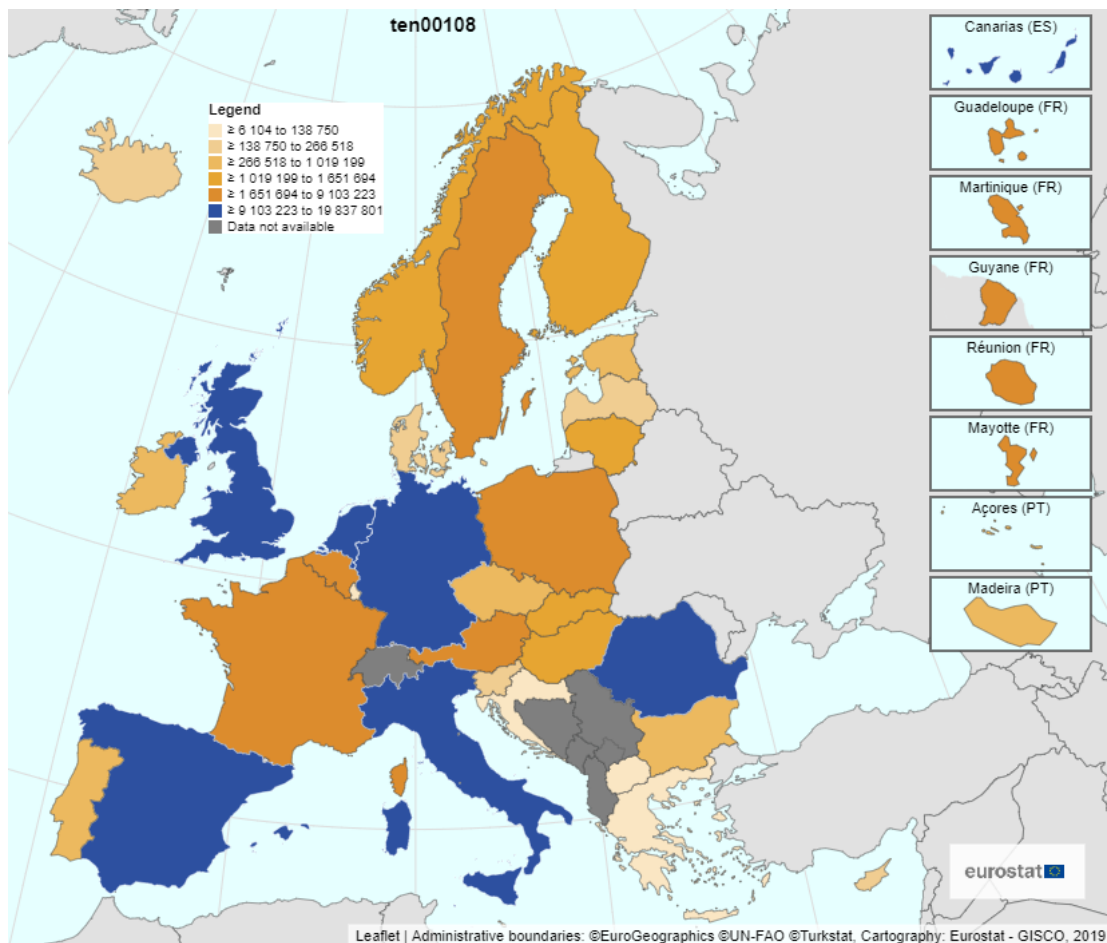 ten00108
Legend
≥ 6 104 to 138 750
≥ 138 750 to 266 518
≥ 266 518 to 1 019 199
≥ 1 019 199 to 1 651 694
≥ 1 651 694 to 9 103 223
≥ 9 103 223 to 19 837 801
Data not available
Canarias (ES)
Guadeloupe (FR)
Martinique (FR)
Guyane (FR)
Réunion (FR)
Mayotte (FR)
Açores (PT)
Madeira (PT)
eurostat
Leaflet | Administrative boundaries: ©EuroGeographics ©UN-FAO ©Turkstat, Cartography: Eurostat - GISCO, 2019